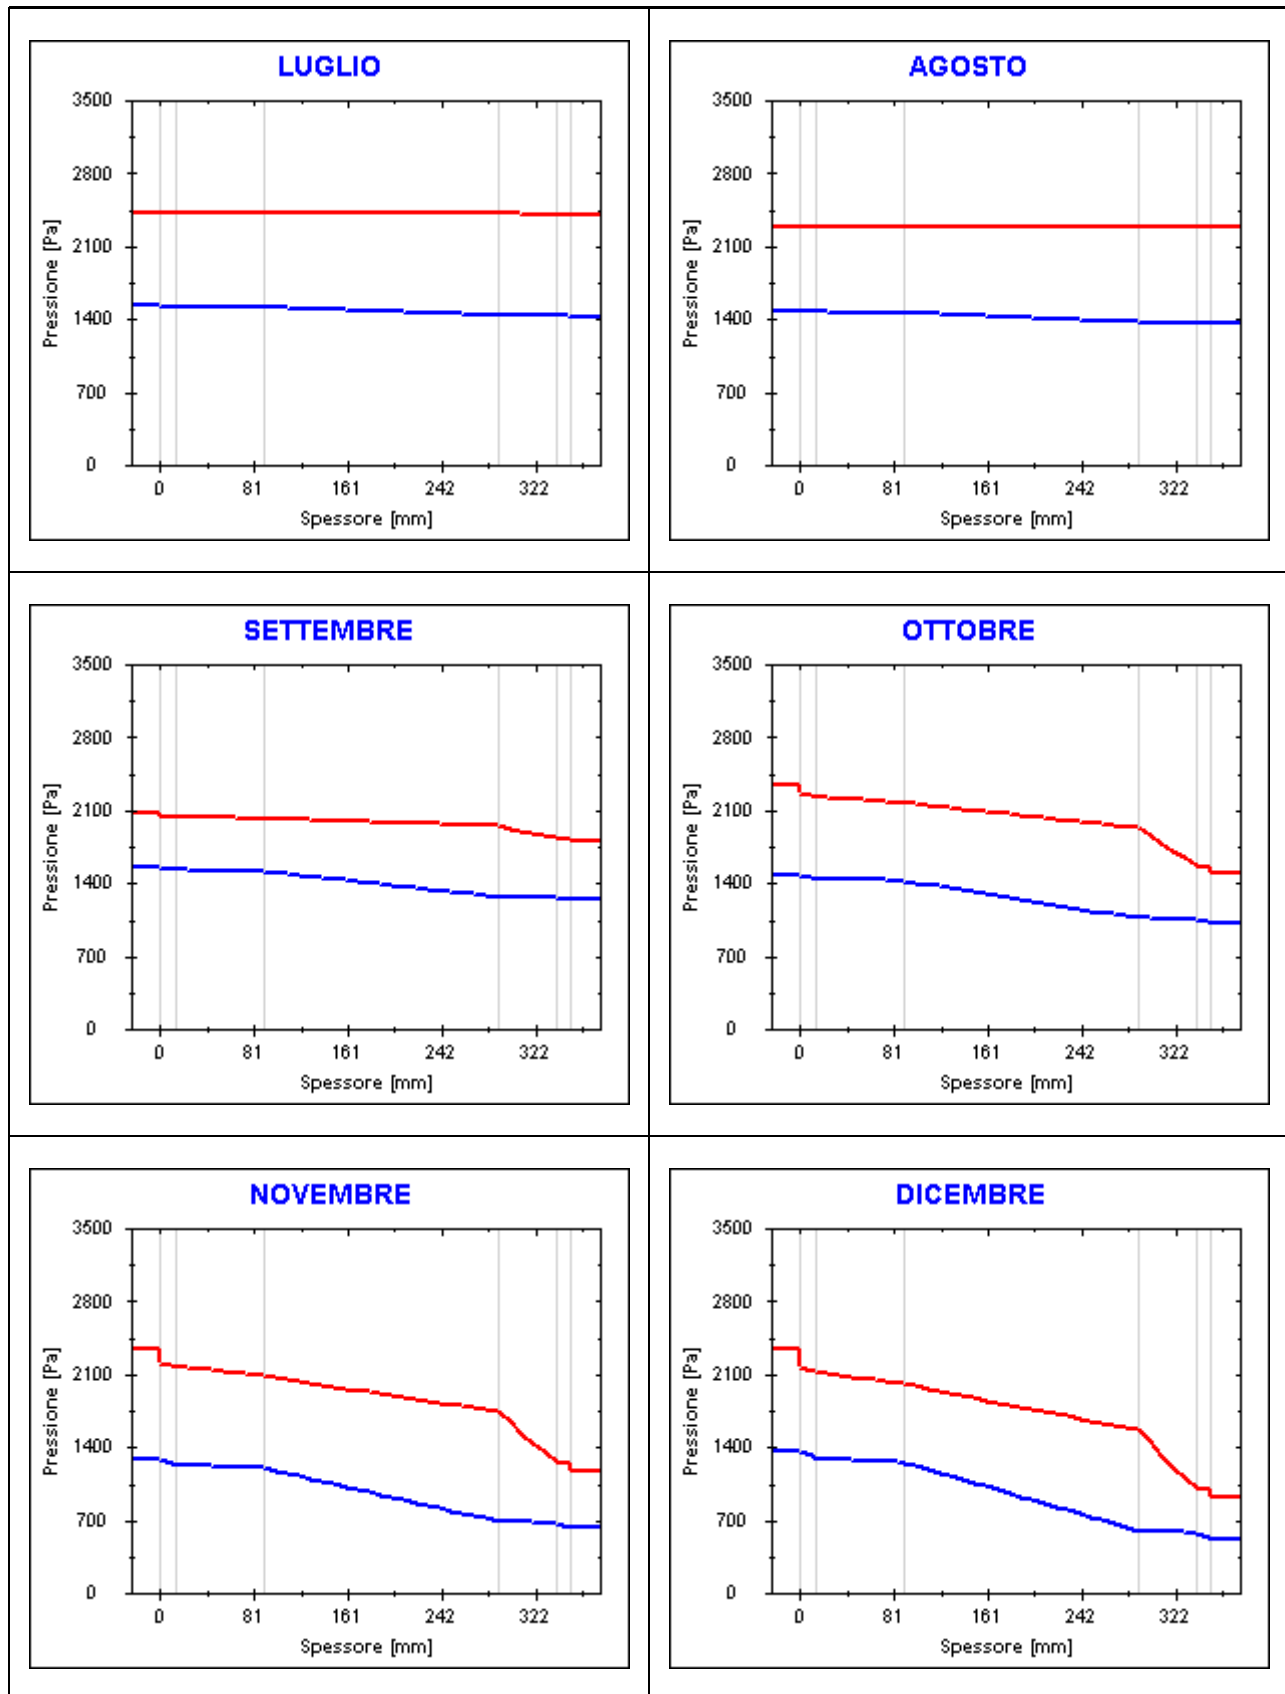 LUGLIO
3500
2800
2100
1400
700
0
Pressione [Pa]
0 81 161 242 322
Spessore [mm]
AGOSTO
3500
2800
2100
1400
700
0
Pressione [Pa]
0 81 161 242 322
Spessore [mm]
SETTEMBRE
3500
2800
2100
1400
700
0
Pressione [Pa]
0 81 161 242 322
Spessore [mm]
OTTOBRE
3500
2800
2100
1400
700
0
Pressione [Pa]
0 81 161 242 322
Spessore [mm]
NOVEMBRE
3500
2800
2100
1400
700
0
Pressione [Pa]
0 81 161 242 322
Spessore [mm]
DICEMBRE
3500
2800
2100
1400
700
0
Pressione [Pa]
0 81 161 242 322
Spessore [mm]